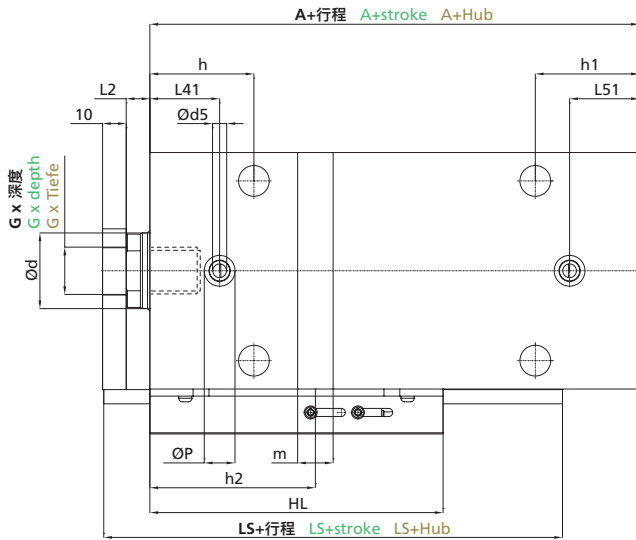 A+行程 A+stroke A+Hub
h
h1
L2
L41
L51
10
Ød5
G x 深度
G x depth
G x Tiefe
Ød
ØP
m
h2
HL
LS+行程 LS+stroke LS+Hub